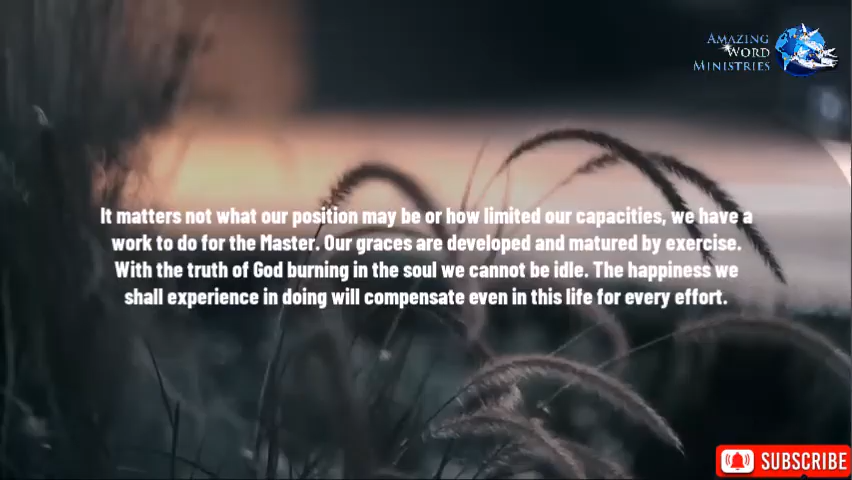 AMAZING
WORD
MINISTRIES
It matters not what our position may be or how limited our capacities, we have a
work to do for the Master. Our graces are developed and matured by exercise.
With the truth of God burning in the soul we cannot be idle. The happiness we
shall experience in doing will compensate even in this life for every effort.
SUBSCRIBE